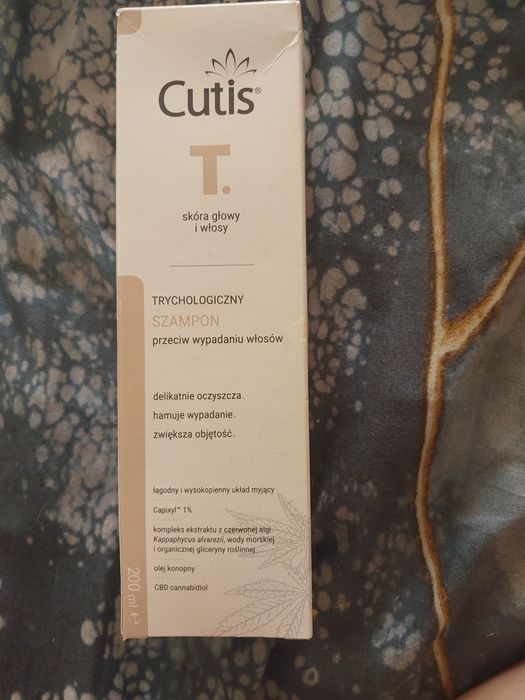 Cutis®
T.
skóra głowy
i włosy
TRYCHOLOGICZNY
SZAMPON
przeciw wypadaniu włosów
delikatnie oczyszcza.
hamuje wypadanie.
zwiększa objętość.
łagodny i wysokopienny układ myjący
Capixyl™ 1%
kompleks ekstraktu z czerwonej algi
Kappaphycus alvarezii, wody morskiej
i organicznej gliceryny roślinnej
olej konopny
CBD cannabidiol
200 ml ℮